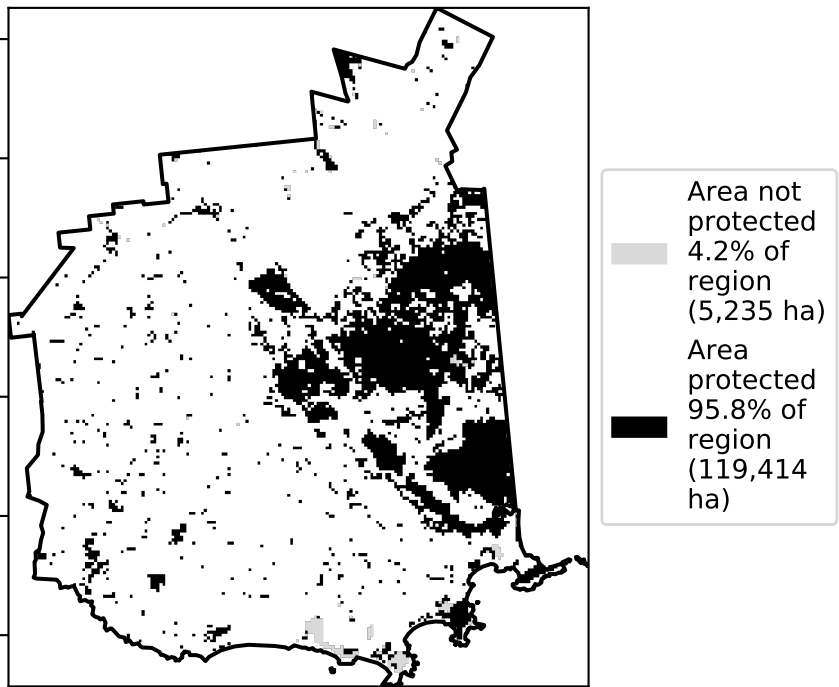 Area not
protected
4.2% of
region
(5,235 ha)
Area
protected
95.8% of
region
(119,414
ha)